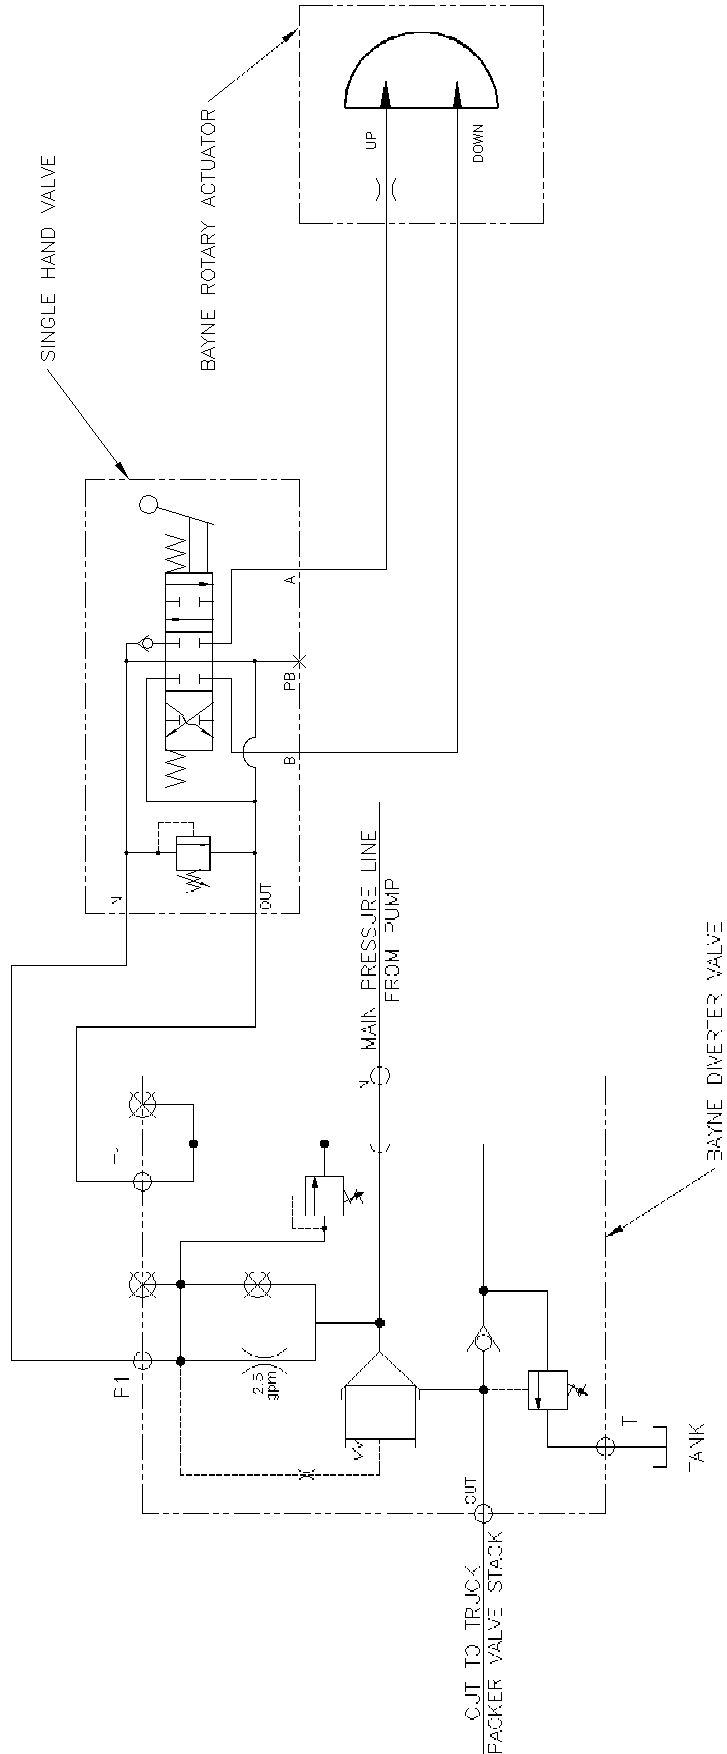 SINGLE HAND VALVE
BAYNE ROTARY ACTUATOR
UP
DOWN
A
PB
B
OUT
MAIN PRESSURE LINE
FROM PUMP
2.5
gpm
T
TANK
OUT
BAYNE DIVERTER VALVE
OUT TO TRUCK
PACKER VALVE STACK